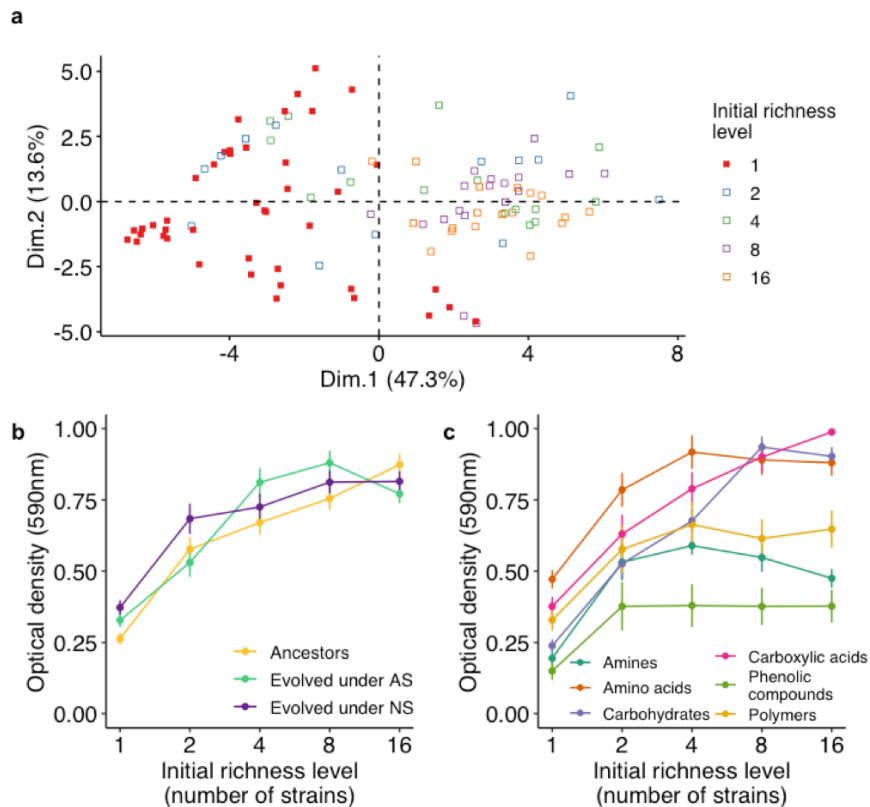 a
5.0
2.5
0.0
-2.5
-5.0
Dim.2 (13.6%)
-4
0
4
8
Dim.1 (47.3%)
Initial richness
level
1
2
4
8
16
b
1.00
0.75
0.50
0.25
0.00
Optical density (590nm)
Ancestors
Evolved under AS
Evolved under NS
1
2
4
8
16
Initial richness level
(number of strains)
c
1.00
0.75
0.50
0.25
0.00
Optical density (590nm)
Amines
Amino acids
Carbohydrates
Carboxylic acids
Phenolic
compounds
Polymers
1
2
4
8
16
Initial richness level
(number of strains)